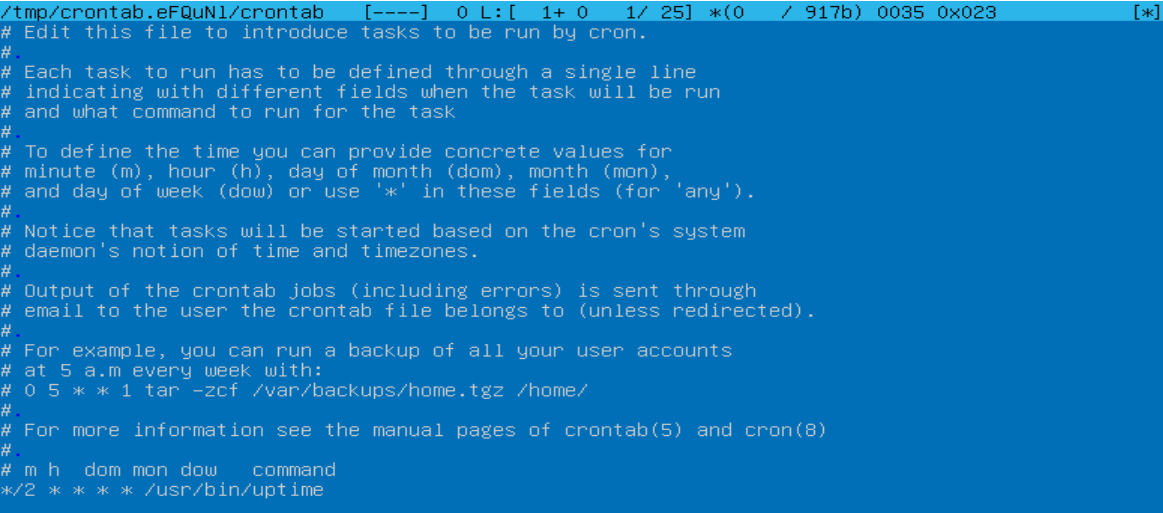 /tmp/crontab.eFQuNl/crontab [----] 0 L:[ 1+ 0 1/ 25] *(0 / 917b) 0035 0x023 [*]
# Edit this file to introduce tasks to be run by cron.
#.
# Each task to run has to be defined through a single line
# indicating with different fields when the task will be run
# and what command to run for the task
#.
# To define the time you can provide concrete values for
# minute (m), hour (h), day of month (dom), month (mon),
# and day of week (dow) or use '*' in these fields (for 'any').
#.
# Notice that tasks will be started based on the cron's system
# daemon's notion of time and timezones.
#.
# Output of the crontab jobs (including errors) is sent through
# email to the user the crontab file belongs to (unless redirected).
#.
# For example, you can run a backup of all your user accounts
# at 5 a.m every week with:
# 0 5 * * 1 tar -zcf /var/backups/home.tgz /home/
#.
# For more information see the manual pages of crontab(5) and cron(8)
#.
# m h  dom mon dow   command
*/2 * * * * /usr/bin/uptime